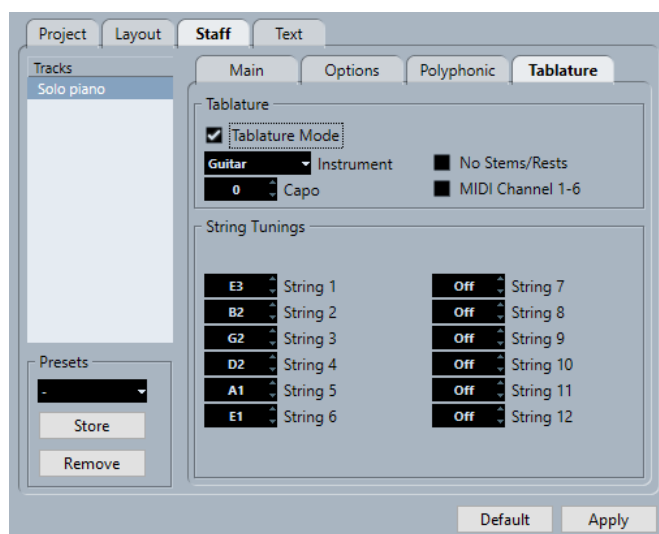 Project Layout Staff Text
Tracks
Solo piano
Main Options Polyphonic Tablature
Tablature
Tablature Mode
Guitar Instrument No Stems/Rests
0 Capo MIDI Channel 1-6
String Tunings
E3 String 1 Off String 7
B2 String 2 Off String 8
G2 String 3 Off String 9
D2 String 4 Off String 10
A1 String 5 Off String 11
E1 String 6 Off String 12
Presets
-
Store
Remove
Default Apply